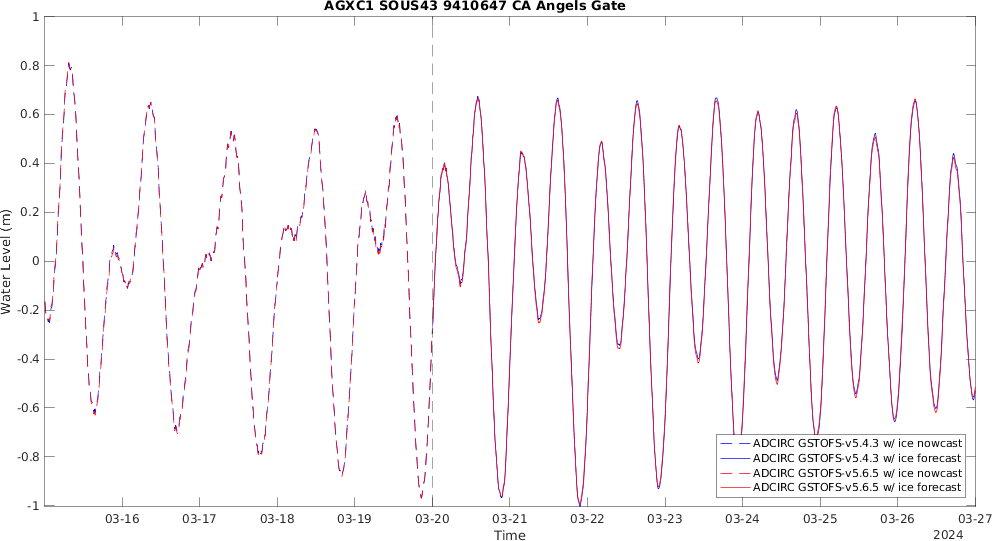 AGXC1 SOUS43 9410647 CA Angels Gate
1
0.8
0.6
0.4
0.2
0
-0.2
-0.4
-0.6
-0.8
-1
Water Level (m)
ADCIRC GSTOFS-v5.4.3 w/ ice nowcast
ADCIRC GSTOFS-v5.4.3 w/ ice forecast
ADCIRC GSTOFS-v5.6.5 w/ ice nowcast
ADCIRC GSTOFS-v5.6.5 w/ ice forecast
03-16 03-17 03-18 03-19 03-20 03-21 03-22 03-23 03-24 03-25 03-26 03-27
Time
2024